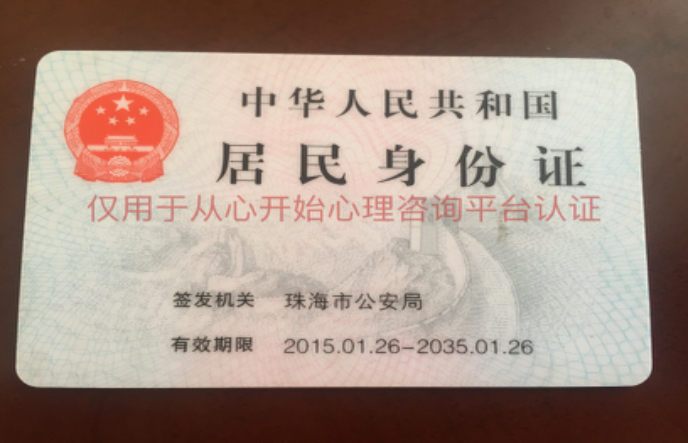 中华人民共和国
居民身份证
仅用于从心开始心理咨询平台认证
签发机关 珠海市公安局
有效期限 2015.01.26-2035.01.26